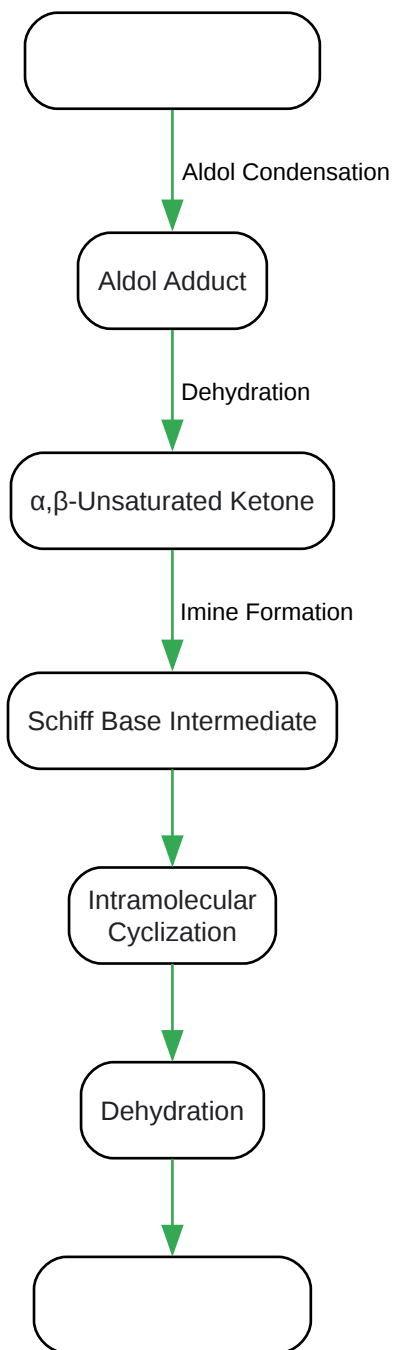 Aldol Condensation
Aldol Adduct
Dehydration
α,β-Unsaturated Ketone
Imine Formation
Schiff Base Intermediate
Intramolecular
Cyclization
Dehydration